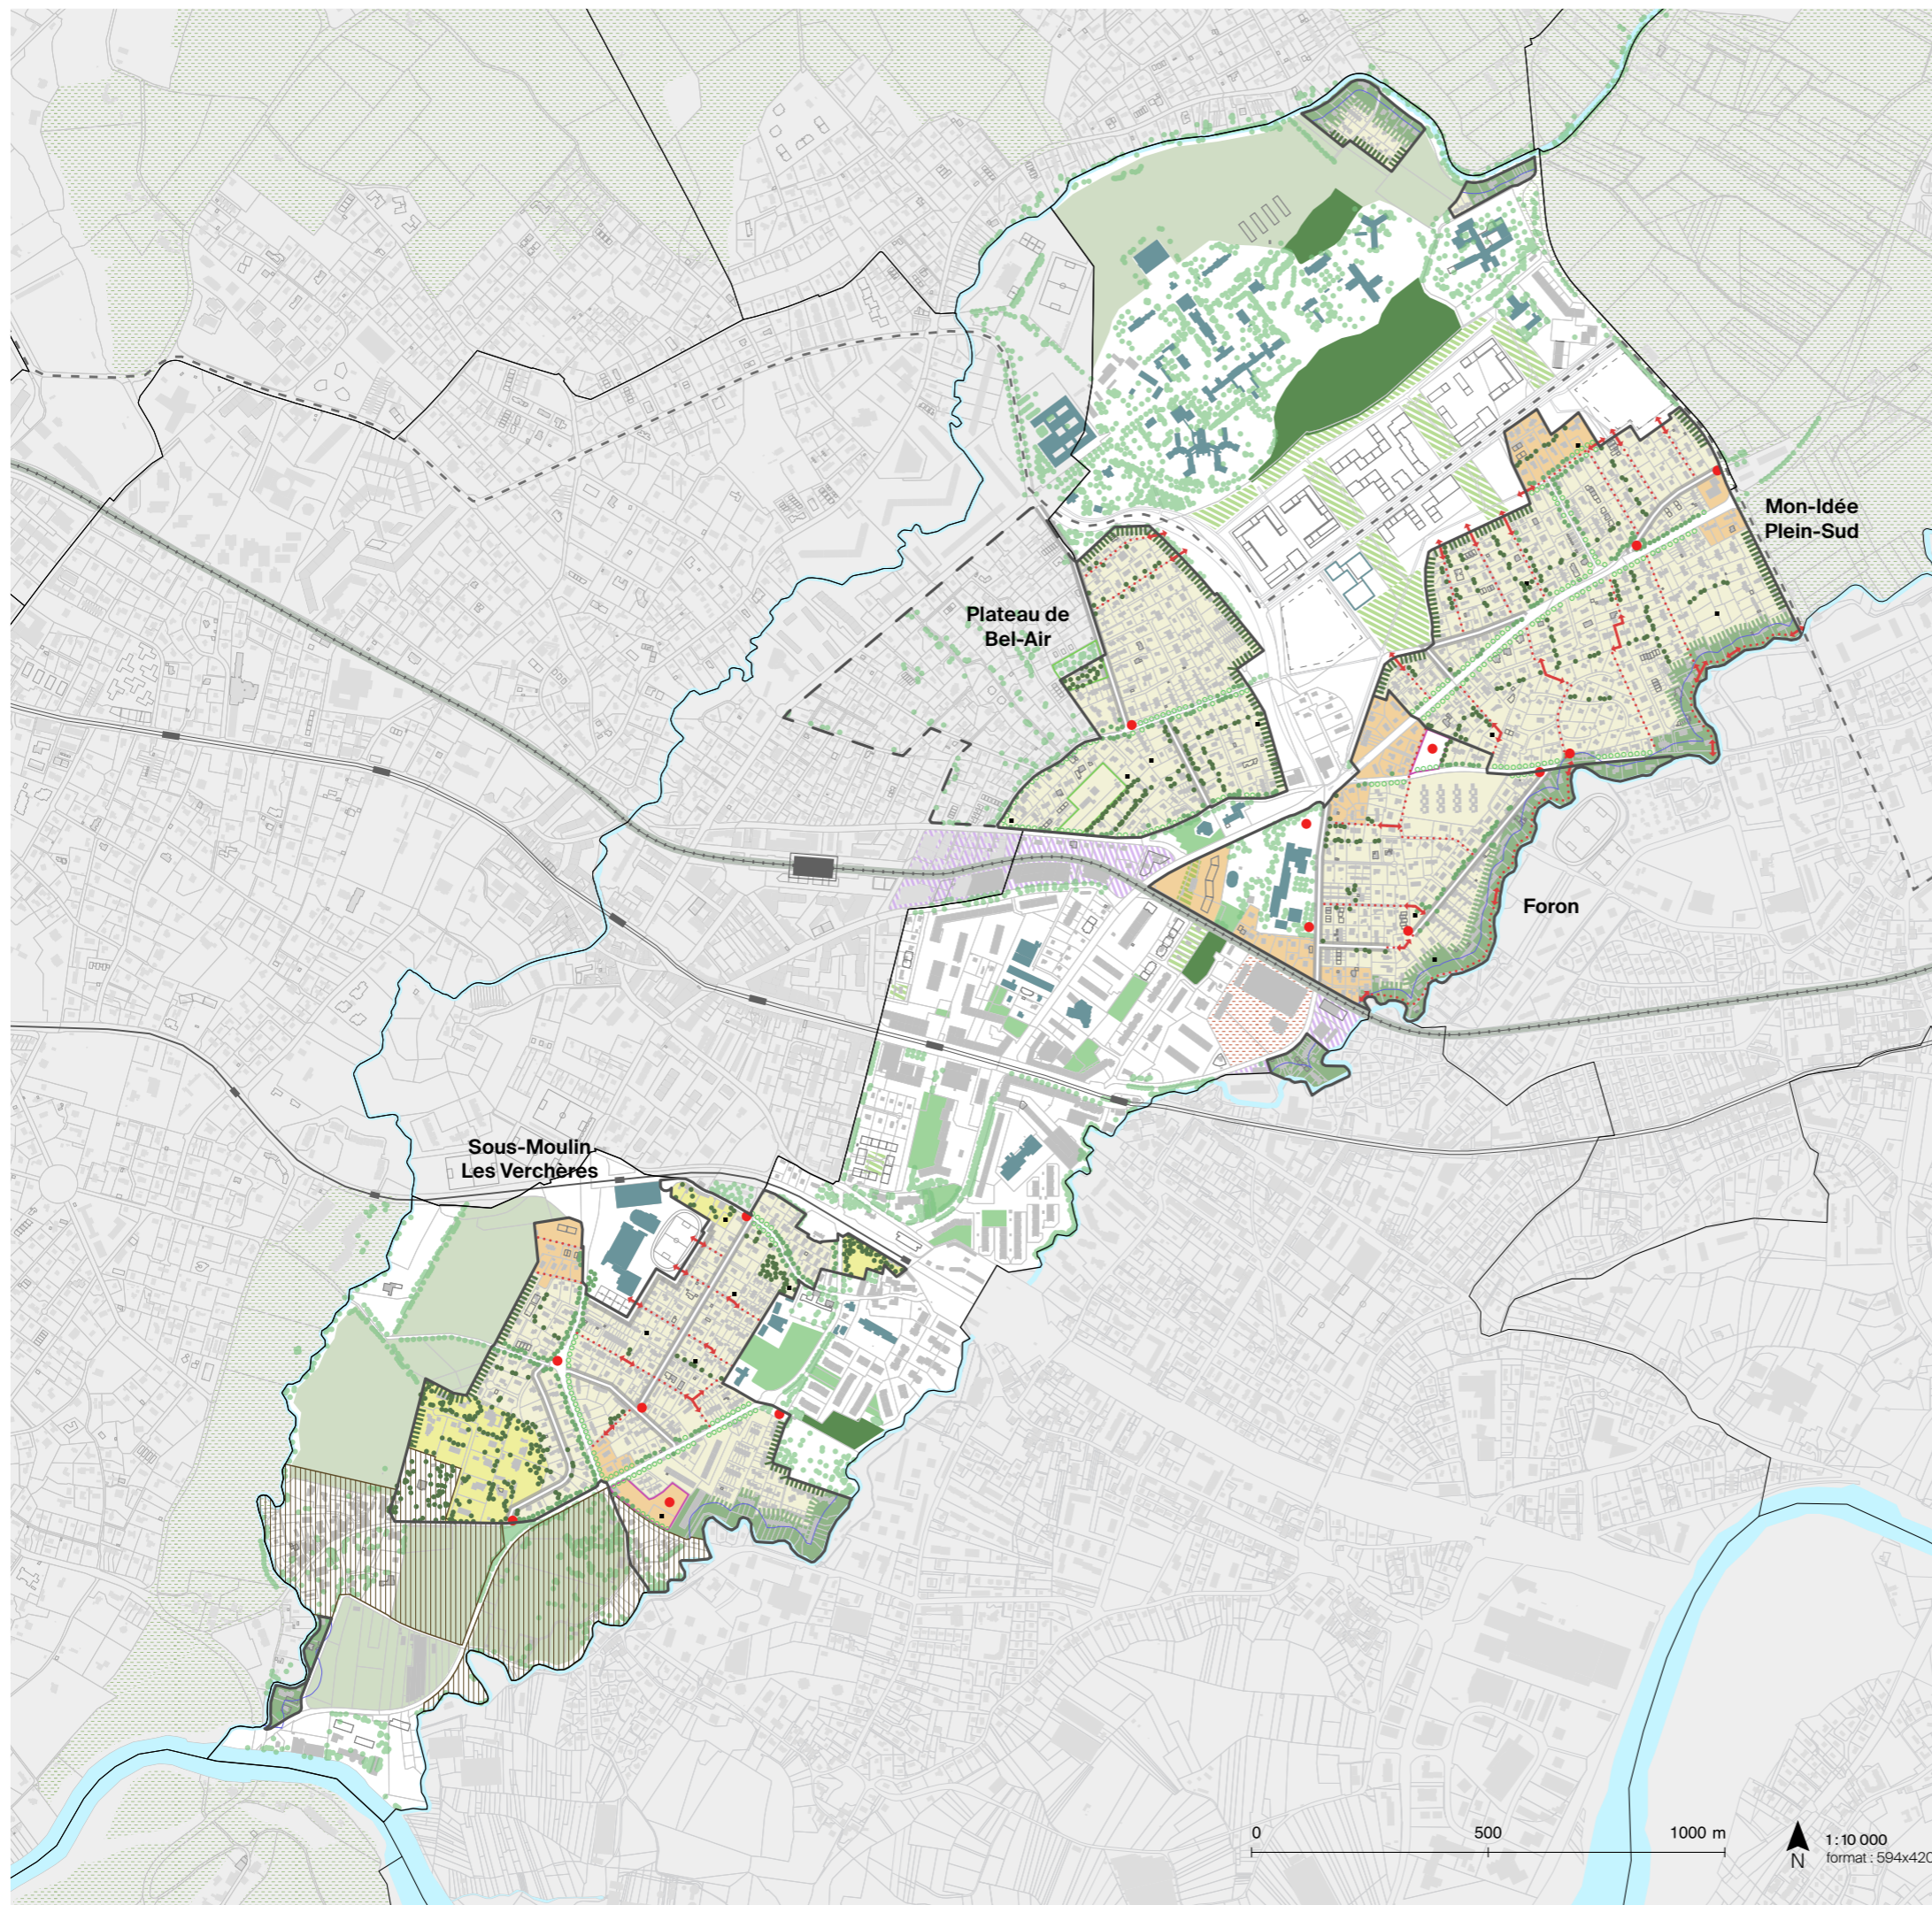 Mon-Idée
Plein-Sud
Plateau de
Bel-Air
Foron
Sous-Moulin
Les Verchères
0 500 1000 m
N
1:10 000
format : 594x420